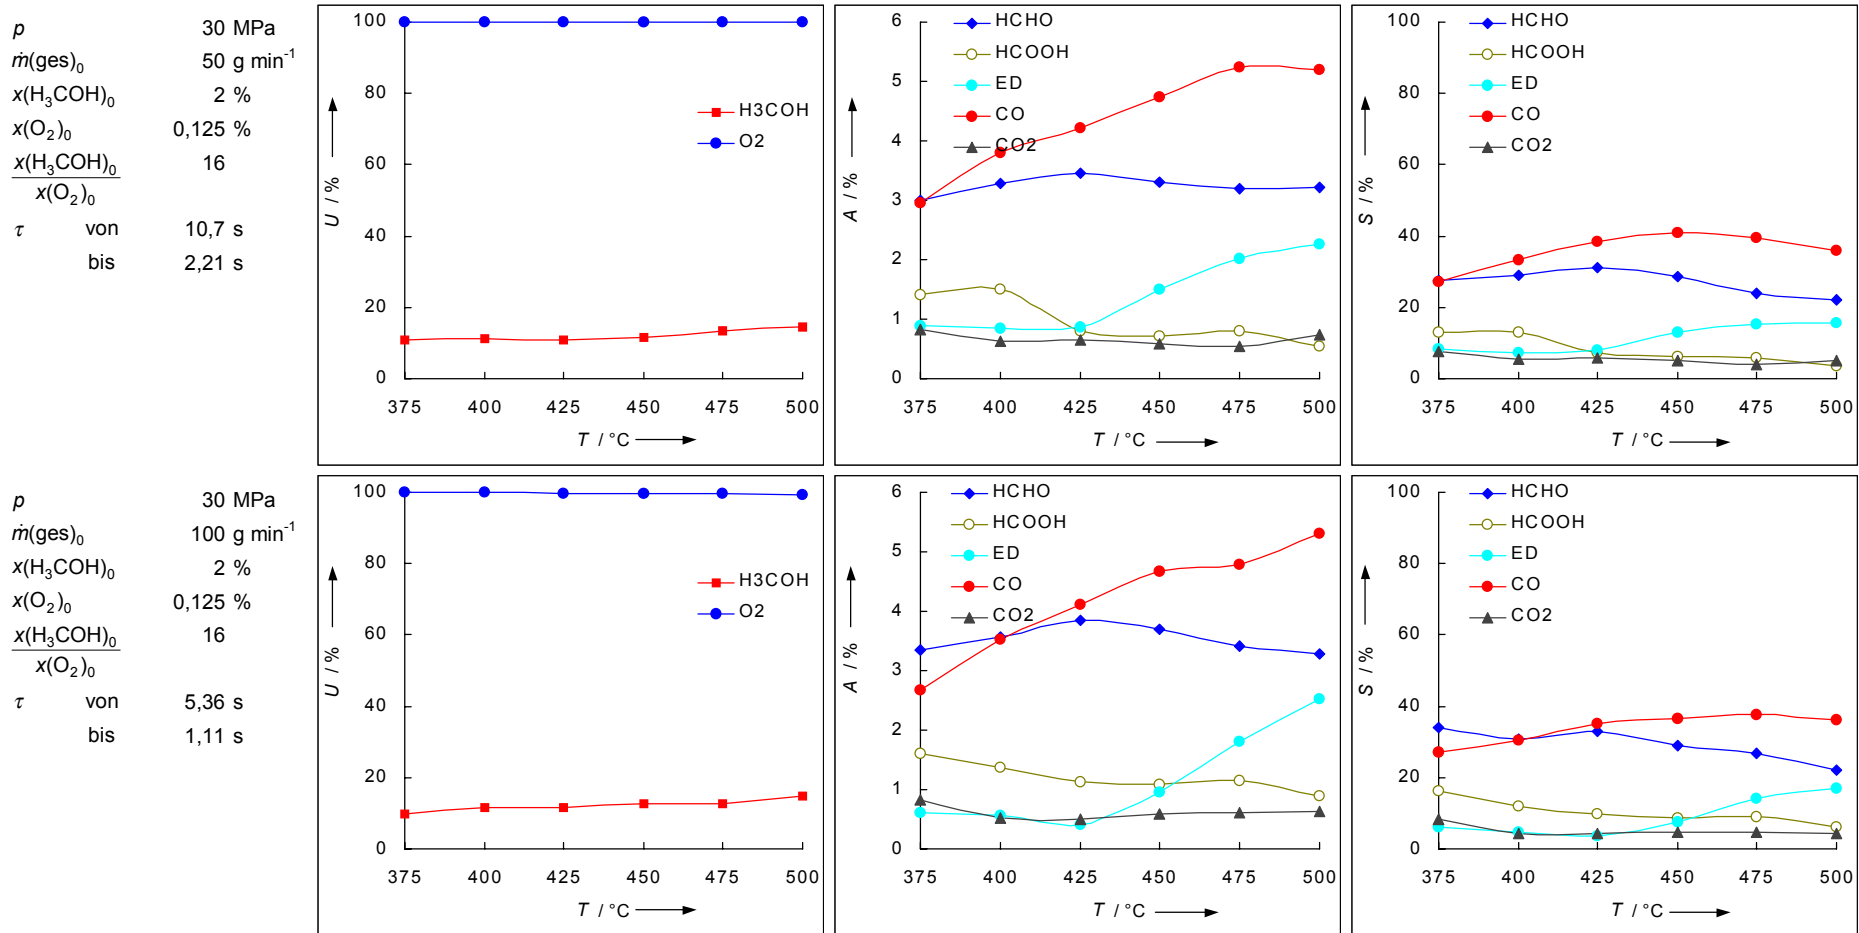 p 30 MPa
ṁ(ges)₀ 50 g min⁻¹
x(H₃COH)₀ 2 %
x(O₂)₀ 0,125 %
x(H₃COH)₀ 16
x(O₂)₀
τ von 10,7 s
bis 2,21 s
100
80
60
40
20
0
U / %
H3COH
O2
375 400 425 450 475 500
T / °C
6
5
4
3
2
1
0
A / %
HCHO
HCOOH
ED
CO
CO2
375 400 425 450 475 500
T / °C
100
80
60
40
20
0
S / %
HCHO
HCOOH
ED
CO
CO2
375 400 425 450 475 500
T / °C
p 30 MPa
ṁ(ges)₀ 100 g min⁻¹
x(H₃COH)₀ 2 %
x(O₂)₀ 0,125 %
x(H₃COH)₀ 16
x(O₂)₀
τ von 5,36 s
bis 1,11 s
100
80
60
40
20
0
U / %
H3COH
O2
375 400 425 450 475 500
T / °C
6
5
4
3
2
1
0
A / %
HCHO
HCOOH
ED
CO
CO2
375 400 425 450 475 500
T / °C
100
80
60
40
20
0
S / %
HCHO
HCOOH
ED
CO
CO2
375 400 425 450 475 500
T / °C